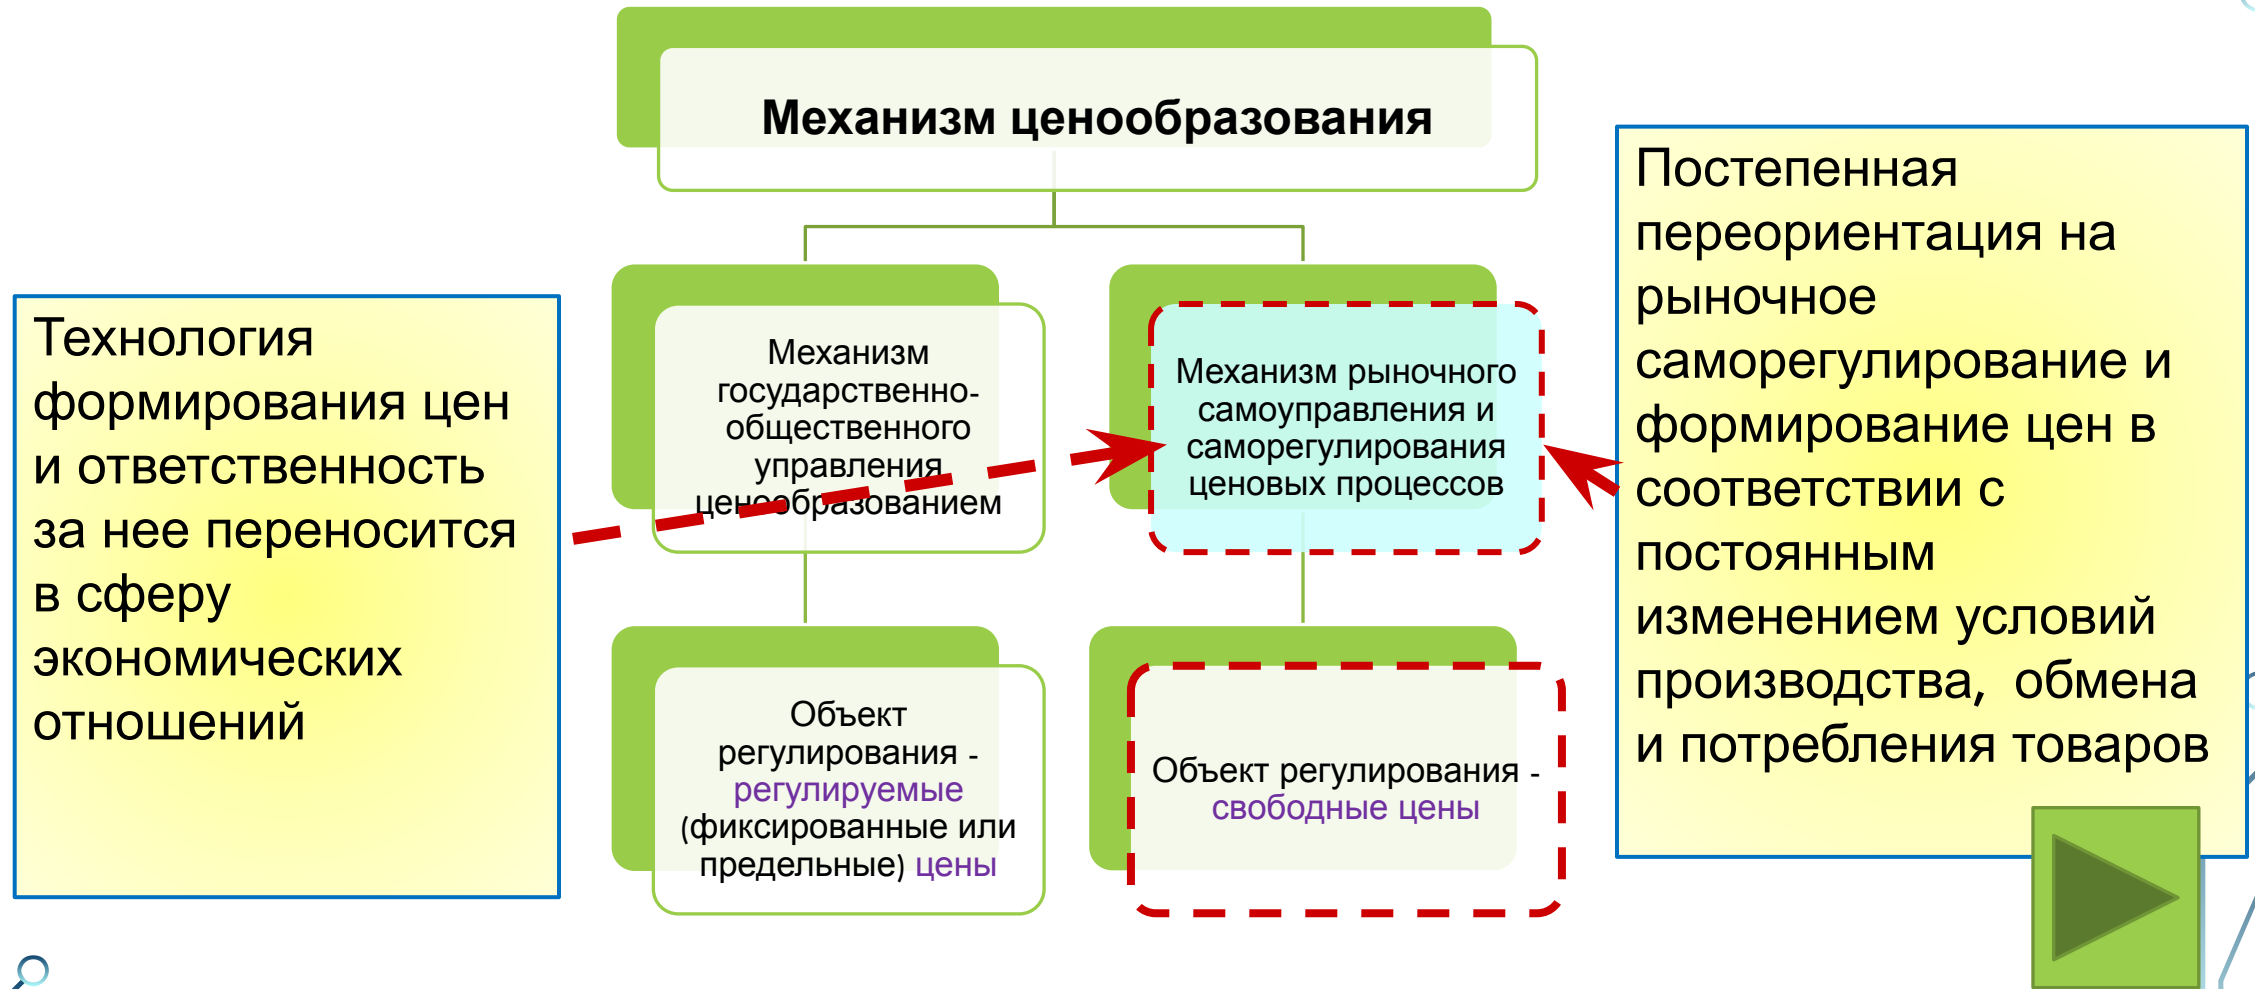 Механизм ценообразования
Технология
формирования цен
и ответственность
за нее переносится
в сферу
экономических
отношений
Механизм
государственно-
общественного
управления
ценообразованием
Механизм рыночного
самоуправления и
саморегулирования
ценовых процессов
Объект
регулирования -
регулируемые
(фиксированные или
предельные) цены
Объект регулирования -
свободные цены
Постепенная
переориентация на
рыночное
саморегулирование и
формирование цен в
соответствии с
постоянным
изменением условий
производства, обмена
и потребления товаров